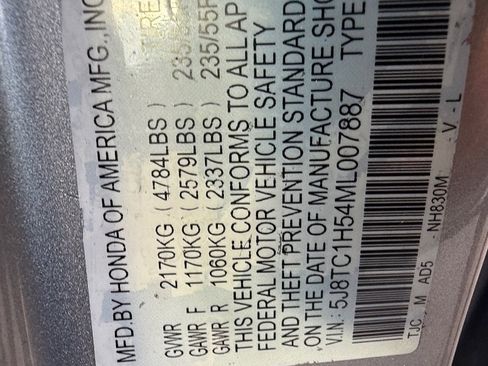 MFD.BY HONDA OF AMERICA MFG.,INC
GVWR 2170KG ( 4784LBS ) TIRE
GAWR F 1170KG ( 2579LBS ) 235/
GAWR R 1060KG ( 2337LBS ) 235/55R
THIS VEHICLE CONFORMS TO ALL AP
FEDERAL MOTOR VEHICLE SAFETY
AND THEFT PREVENTION STANDARD
ON THE DATE OF MANUFACTURE SHO
V.I.N.: 5J8TC1H54ML007887 TYPE
TJC M AD5 - NH830M - V - L